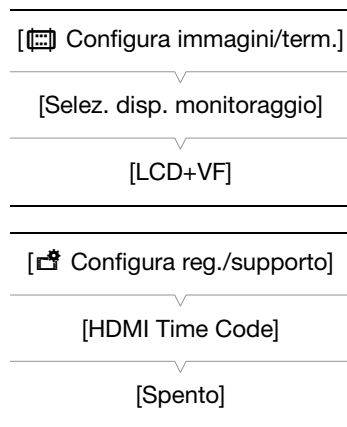 [ Configura immagini/term.]
[Selez. disp. monitoraggio]
[LCD+VF]
[ Configura reg./supporto]
[HDMI Time Code]
[Spento]